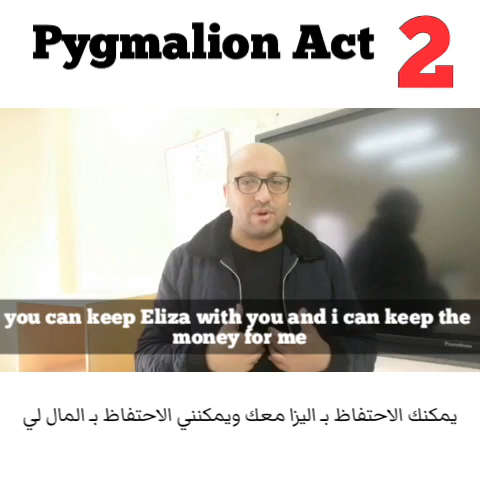 Pygmalion Act 2
you can keep Eliza with you and i can keep the
money for me
يمكنك الاحتفاظ بـ اليزا معك ويمكنني الاحتفاظ بـ المال لي